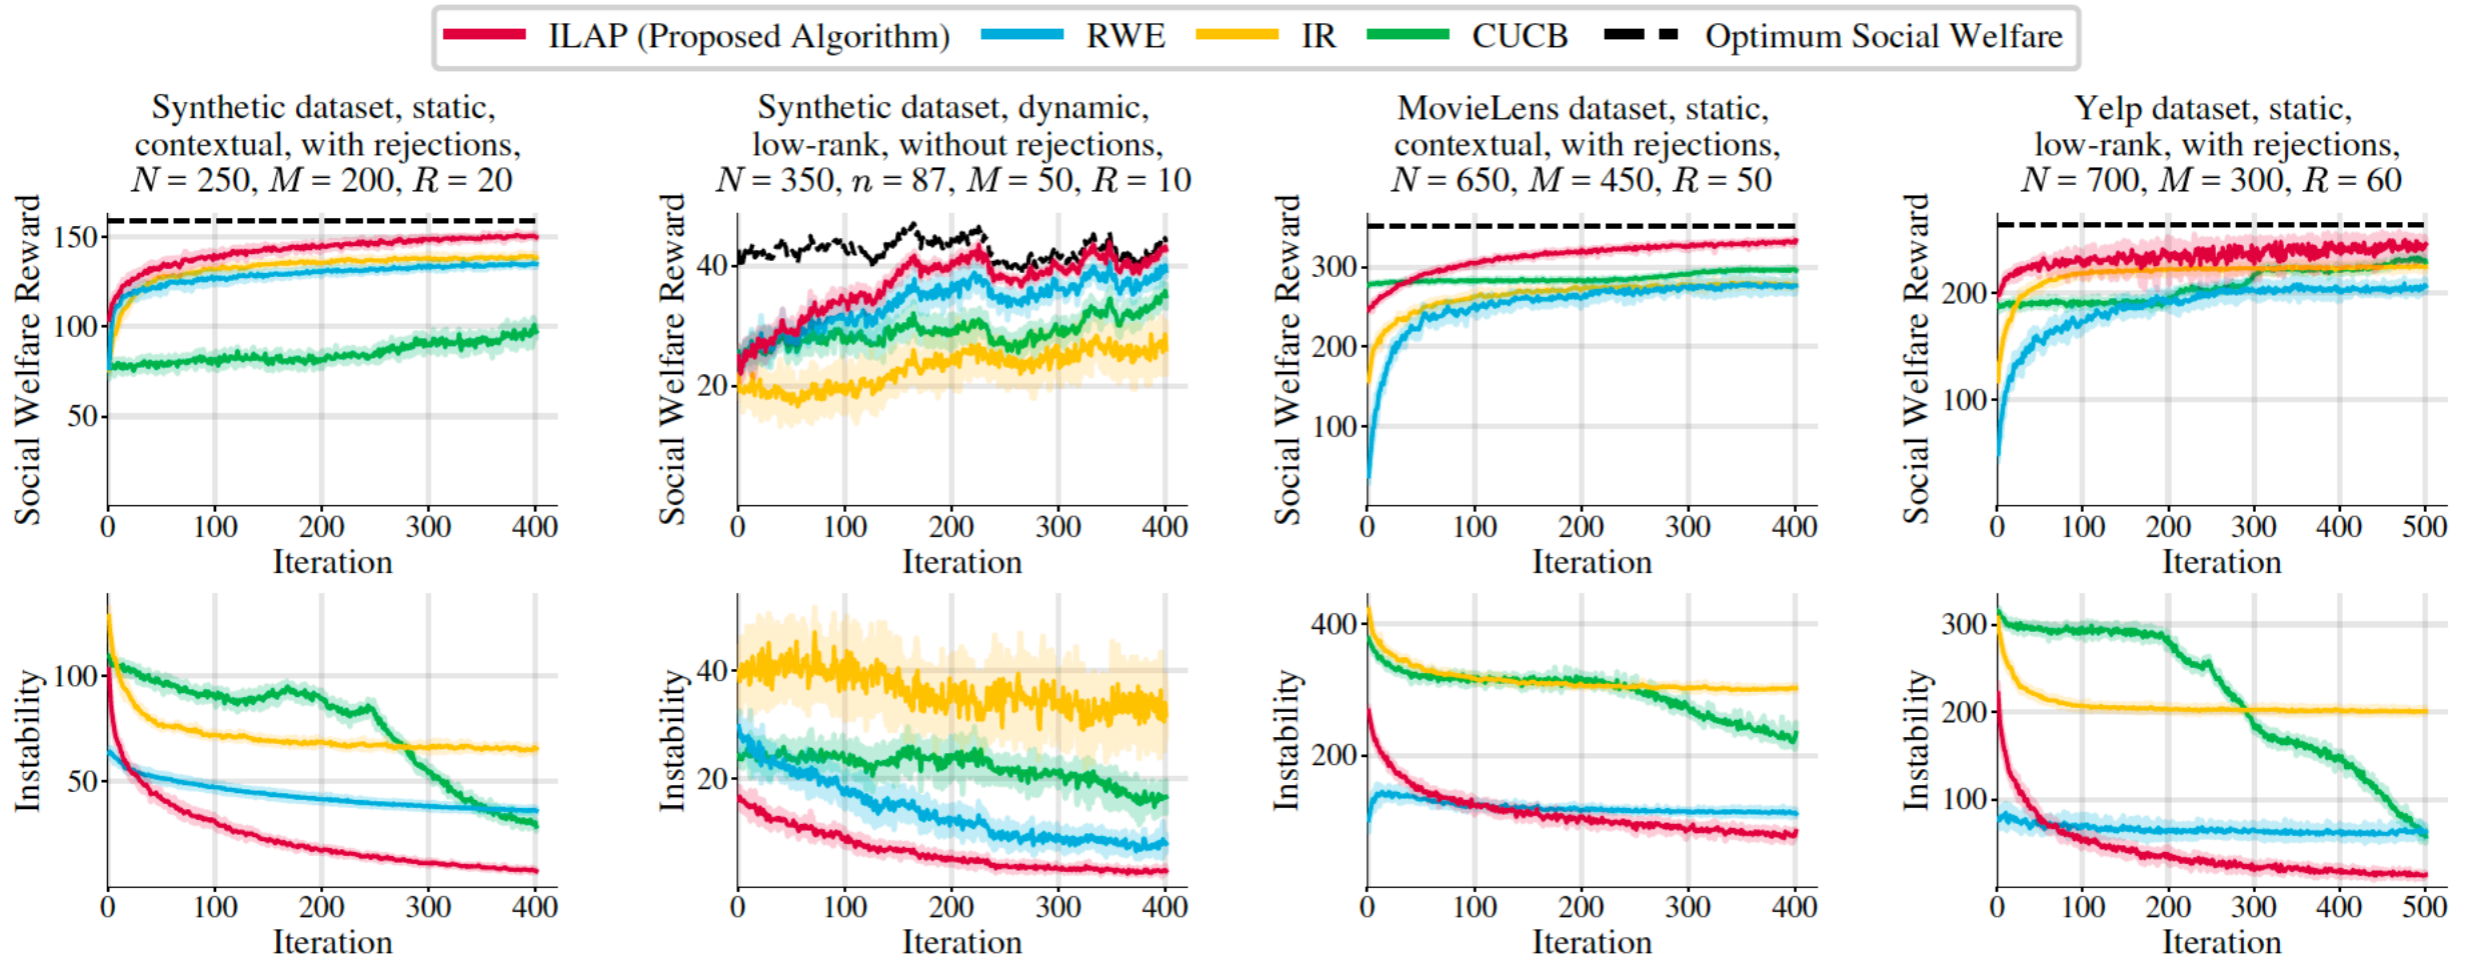 ILAP (Proposed Algorithm) RWE IR CUCB Optimum Social Welfare
Synthetic dataset, static,
contextual, with rejections,
N = 250, M = 200, R = 20
Social Welfare Reward
150
100
50
0 100 200 300 400
Iteration
Synthetic dataset, dynamic,
low-rank, without rejections,
N = 350, n = 87, M = 50, R = 10
Social Welfare Reward
40
20
0 100 200 300 400
Iteration
MovieLens dataset, static,
contextual, with rejections,
N = 650, M = 450, R = 50
Social Welfare Reward
300
200
100
0 100 200 300 400
Iteration
Yelp dataset, static,
low-rank, with rejections,
N = 700, M = 300, R = 60
Social Welfare Reward
200
100
0 100 200 300 400 500
Iteration
Instability
100
50
0 100 200 300 400
Iteration
Instability
40
20
0 100 200 300 400
Iteration
Instability
400
200
0 100 200 300 400
Iteration
Instability
300
200
100
0 100 200 300 400 500
Iteration